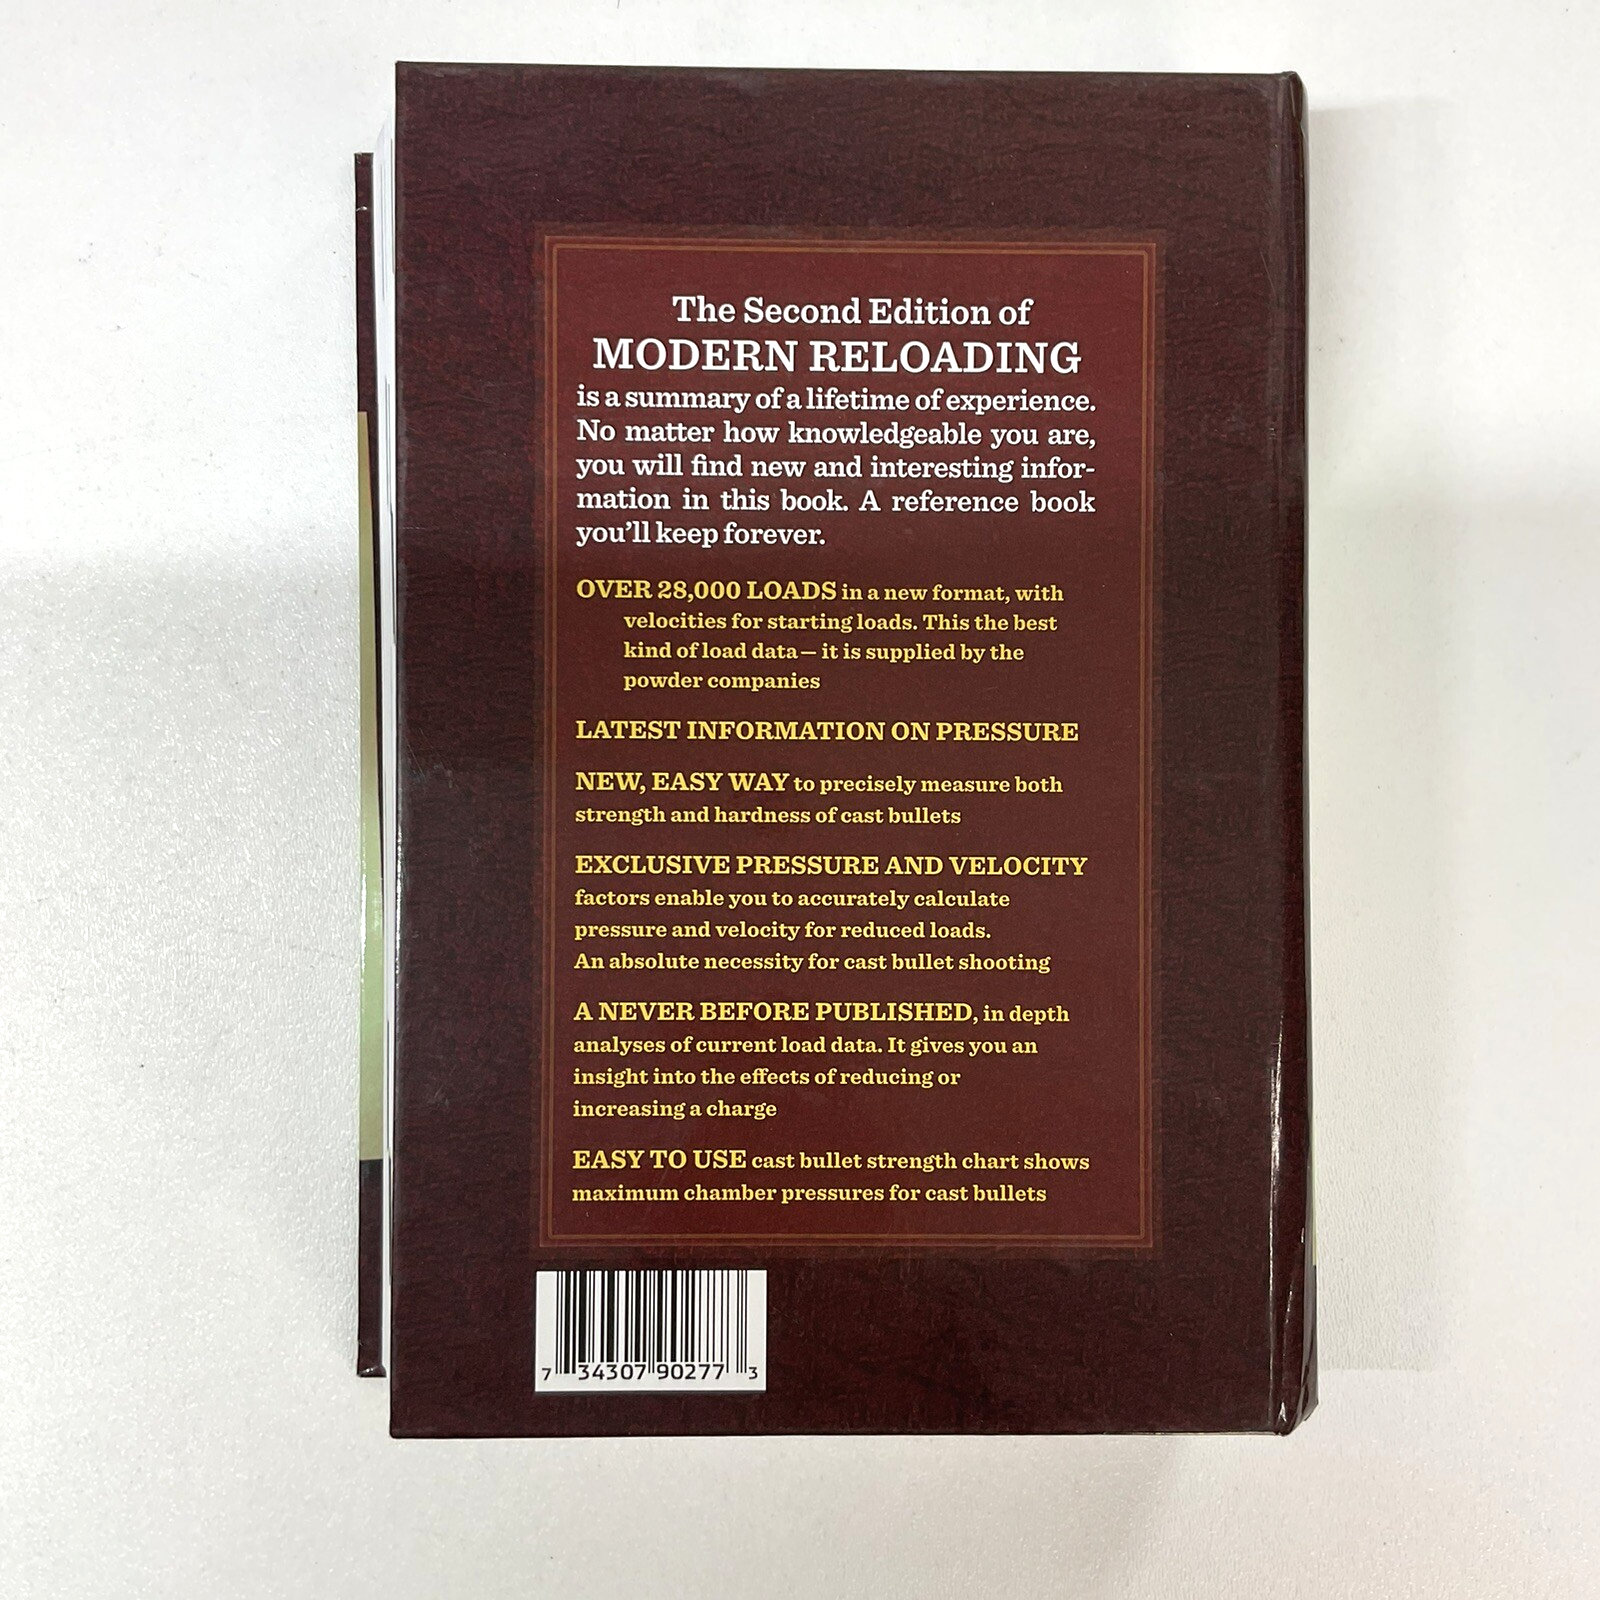 The Second Edition of
MODERN RELOADING
is a summary of a lifetime of experience.
No matter how knowledgeable you are,
you will find new and interesting infor-
mation in this book. A reference book
you'll keep forever.
OVER 28,000 LOADS in a new format, with
velocities for starting loads. This the best
kind of load data — it is supplied by the
powder companies
LATEST INFORMATION ON PRESSURE
NEW, EASY WAY to precisely measure both
strength and hardness of cast bullets
EXCLUSIVE PRESSURE AND VELOCITY
factors enable you to accurately calculate
pressure and velocity for reduced loads.
An absolute necessity for cast bullet shooting
A NEVER BEFORE PUBLISHED, in depth
analyses of current load data. It gives you an
insight into the effects of reducing or
increasing a charge
EASY TO USE cast bullet strength chart shows
maximum chamber pressures for cast bullets
7 34307 90277 3